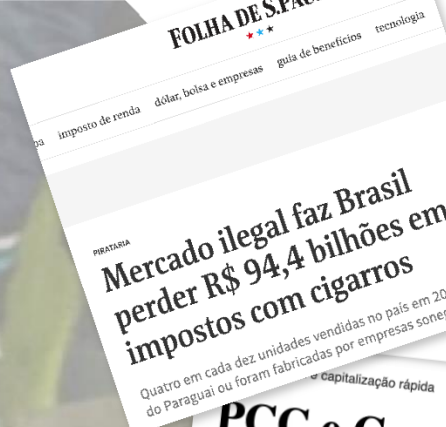 FOLHA DE S.PAU
imposto de renda dólar, bolsa e empresas guia de benefícios tecnologia
PIRATARIA
Mercado ilegal faz Brasil
perder R$ 94,4 bilhões em
impostos com cigarros
Quatro em cada dez unidades vendidas no país em 20
do Paraguai ou foram fabricadas por empresas soneg
capitalização rápida
PCC e C